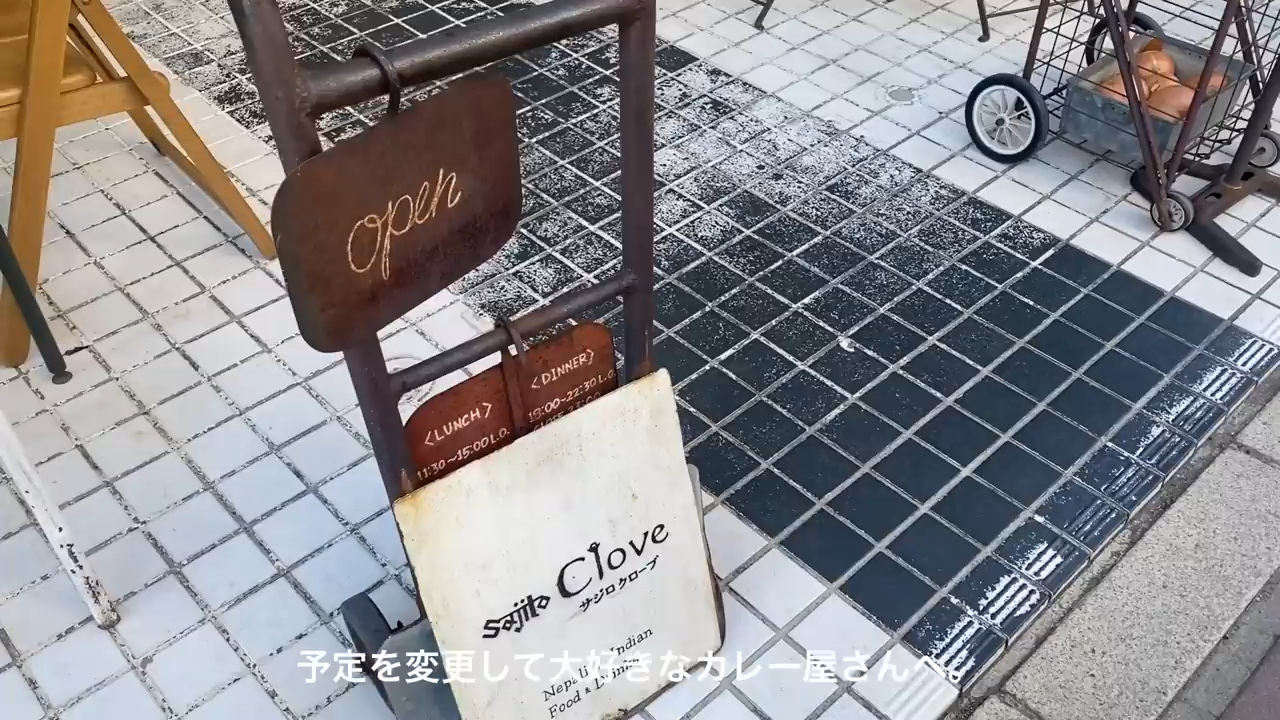 open
<LUNCH>
11:30~15:00 L.O.
<DINNER>
18:00-22:30 L.O.
sajilo Clove
サジロ クローブ
Nepali Indian
Food & Dining
予定を変更して大好きなカレー屋さんへ。